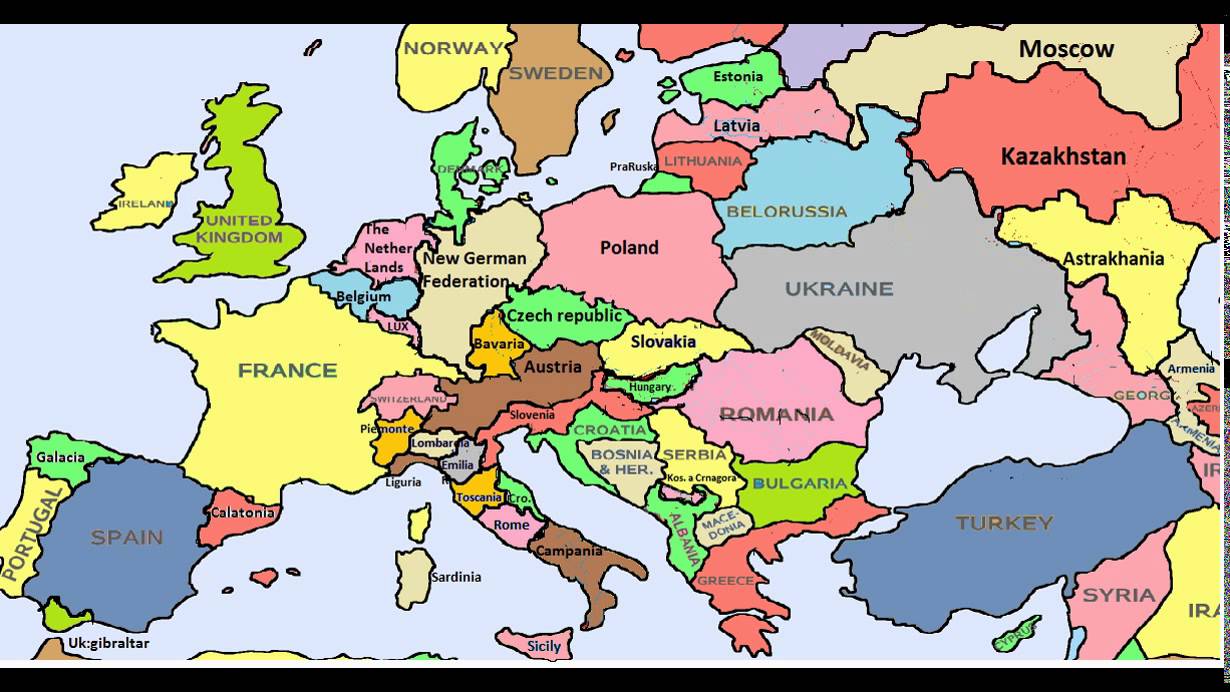 NORWAY
SWEDEN
Moscow
Estonia
Latvia
Kazakhstan
PraRuska
LITHUANIA
DENMARK
IRELAND
UNITED
KINGDOM
BELORUSSIA
The
Nether
Lands
New German
Federation
Poland
Astrakhania
UKRAINE
Belgium
Czech republic
LUX
Bavaria
Slovakia
MOLDAVIA
FRANCE
Austria
Armenia
Hungary
SWITZERLAND
GEORG
AZER
ROMANIA
Slovenia
Piemonte
CROATIA
ARMENIA
Lombardia
BOSNIA
& HER.
SERBIA
Galacia
Emilia
Liguria
Kos. a Crnagora
BULGARIA
IR
Toscania
Cro.
PORTUGAL
Calatonia
Rome
MACE-
DONIA
TURKEY
SPAIN
ALBANIA
Campania
Sardinia
GREECE
SYRIA
IRA
CYPRUS
Uk:gibraltar
Sicily